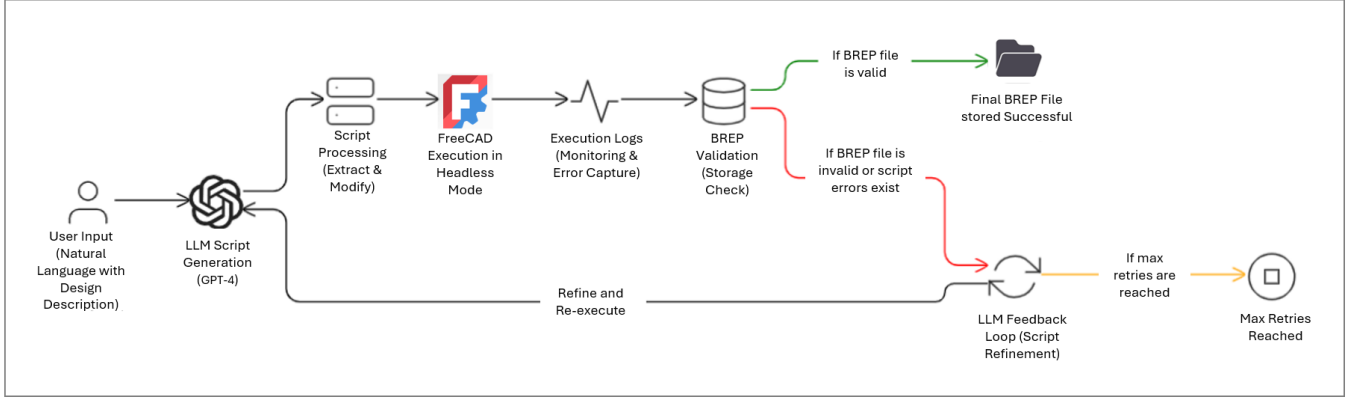 If BREP file
is valid
Final BREP File
stored Successful
Script
Processing
(Extract &
Modify)
FreeCAD
Execution in
Headless
Mode
Execution Logs
(Monitoring &
Error Capture)
BREP
Validation
(Storage
Check)
If BREP file is
invalid or script
errors exist
User Input
(Natural
Language with
Design
Description)
LLM Script
Generation
(GPT-4)
Refine and
Re-execute
LLM Feedback
Loop (Script
Refinement)
If max
retries are
reached
Max Retries
Reached